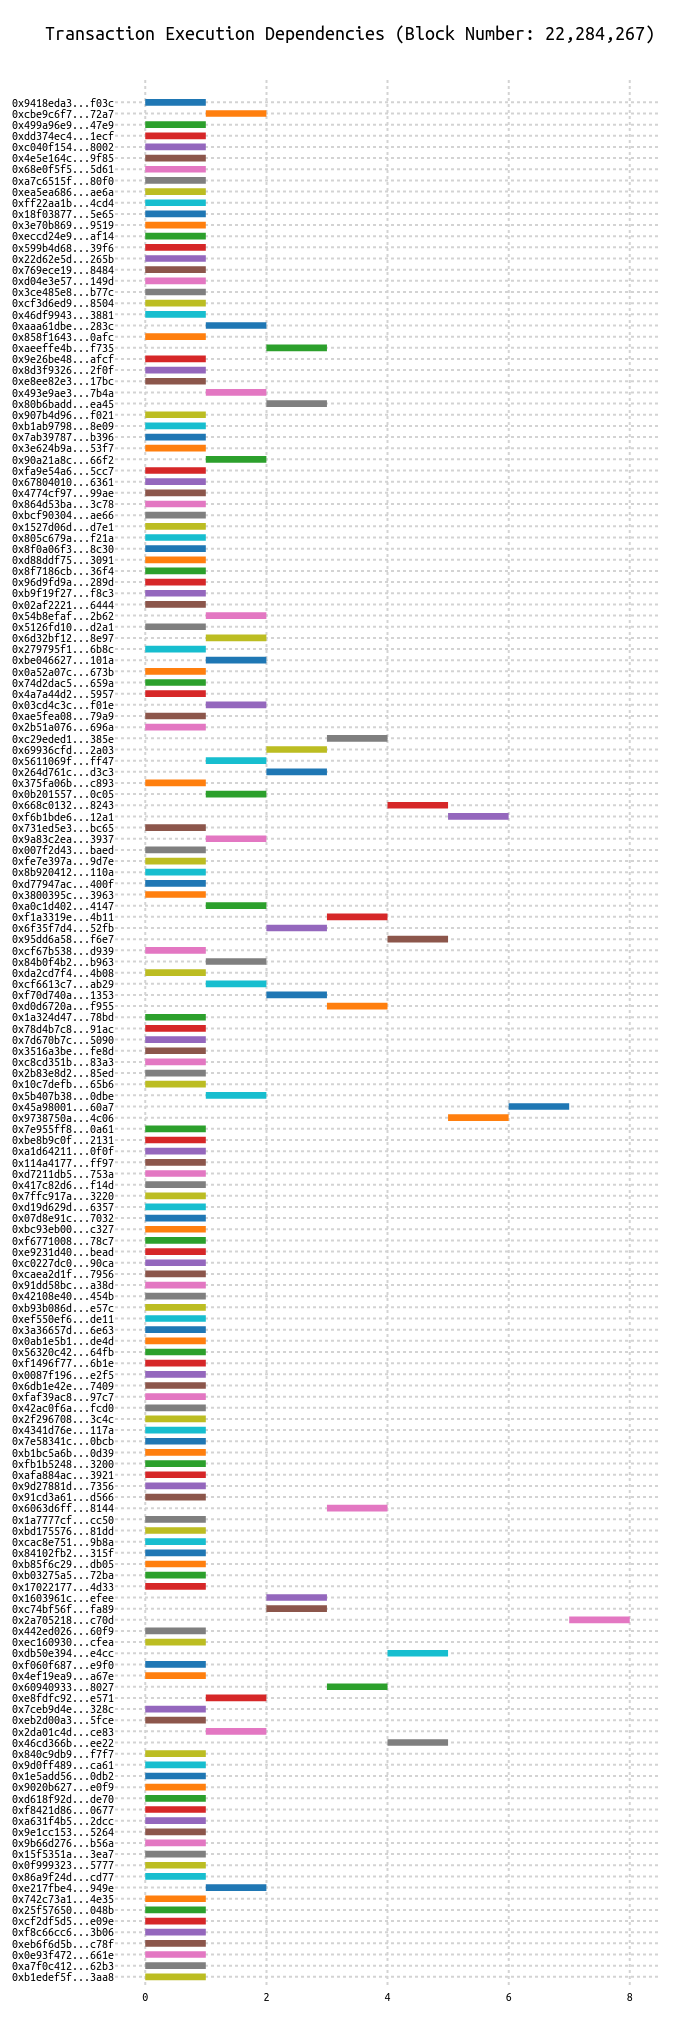 Transaction Execution Dependencies (Block Number: 22,284,267)
0x9418eda3...f03c
0xcbe9c6f7...72a7
0x499a96e9...47e9
0xdd374ec4...1ecf
0xc040f154...8002
0x4e5e164c...9f85
0x68e0f5f5...5d61
0xa7c6515f...80f0
0xea5ea686...ae6a
0xff22aa1b...4cd4
0x18f03877...5e65
0x3e70b869...9519
0xeccd24e9...af14
0x599b4d68...39f6
0x22d62e5d...265b
0x769ece19...8484
0xd04e3e57...149d
0x3ce485e8...b77c
0xcf3d6ed9...8504
0x46df9943...3881
0xaaa61dbe...283c
0x858f1643...0afc
0xaeeffe4b...f735
0x9e26be48...afcf
0x8d3f9326...2f0f
0xe8ee82e3...17bc
0x493e9ae3...7b4a
0x80b6badd...ea45
0x907b4d96...f021
0xb1ab9798...8e09
0x7ab39787...b396
0x3e624b9a...53f7
0x90a21a8c...66f2
0xfa9e54a6...5cc7
0x67804010...6361
0x4774cf97...99ae
0x864d53ba...3c78
0xbcf90304...ae66
0x1527d06d...d7e1
0x805c679a...f21a
0x8f0a06f3...8c30
0xd88ddf75...3091
0x8f7186cb...36f4
0x96d9fd9a...289d
0xb9f19f27...f8c3
0x02af2221...6444
0x54b8efaf...2b62
0x5126fd10...d2a1
0x6d32bf12...8e97
0x279795f1...6b8c
0xbe046627...101a
0x0a52a07c...673b
0x74d2dac5...659a
0x4a7a44d2...5957
0x03cd4c3c...f01e
0xae5fea08...79a9
0x2b51a076...696a
0xc29eded1...385e
0x69936cfd...2a03
0x5611069f...ff47
0x264d761c...d3c3
0x375fa06b...c893
0x0b201557...0c05
0x668c0132...8243
0xf6b1bde6...12a1
0x731ed5e3...bc65
0x9a83c2ea...3937
0x007f2d43...baed
0xfe7e397a...9d7e
0x8b920412...110a
0xd77947ac...400f
0x3800395c...3963
0xa0c1d402...4147
0xf1a3319e...4b11
0x6f35f7d4...52fb
0x95dd6a58...f6e7
0xcf67b538...d939
0x84b0f4b2...b963
0xda2cd7f4...4b08
0xcf6613c7...ab29
0xf70d740a...1353
0xd0d6720a...f955
0x1a324d47...78bd
0x78d4b7c8...91ac
0x7d670b7c...5090
0x3516a3be...fe8d
0xc8cd351b...83a3
0x2b83e8d2...85ed
0x10c7defb...65b6
0x5b407b38...0dbe
0x45a98001...60a7
0x9738750a...4c06
0x7e955ff8...0a61
0xbe8b9c0f...2131
0xa1d64211...0f0f
0x114a4177...ff97
0xd7211db5...753a
0x417c82d6...f14d
0x7ffc917a...3220
0xd19d629d...6357
0x07d8e91c...7032
0xbc93eb00...c327
0xf6771008...78c7
0xe9231d40...bead
0xc0227dc0...90ca
0xcaea2d1f...7956
0x91dd58bc...a38d
0x42108e40...454b
0xb93b086d...e57c
0xef550ef6...de11
0x3a36657d...6e63
0x0ab1e5b1...de4d
0x56320c42...64fb
0xf1496f77...6b1e
0x0087f196...e2f5
0x6db1e42e...7409
0xfaf39ac8...97c7
0x42ac0f6a...fcd0
0x2f296708...3c4c
0x4341d76e...117a
0x7e58341c...0bcb
0xb1bc5a6b...0d39
0xfb1b5248...3200
0xafa884ac...3921
0x9d27881d...7356
0x91cd3a61...d566
0x6063d6ff...8144
0x1a7777cf...cc50
0xbd175576...81dd
0xcac8e751...9b8a
0x84102fb2...315f
0xb85f6c29...db05
0xb03275a5...72ba
0x17022177...4d33
0x1603961c...efee
0xc74bf56f...fa89
0x2a705218...c70d
0x442ed026...60f9
0xec160930...cfea
0xdb50e394...e4cc
0xf060f687...e9f0
0x4ef19ea9...a67e
0x60940933...8027
0xe8fdfc92...e571
0x7ceb9d4e...328c
0xeb2d00a3...5fce
0x2da01c4d...ce83
0x46cd366b...ee22
0x840c9db9...f7f7
0x9d0ff489...ca61
0x1e5add56...0db2
0x9020b627...e0f9
0xd618f92d...de70
0xf8421d86...0677
0xa631f4b5...2dcc
0x9e1cc153...5264
0x9b66d276...b56a
0x15f5351a...3ea7
0x0f999323...5777
0x86a9f24d...cd77
0xe217fbe4...949e
0x742c73a1...4e35
0x25f57650...048b
0xcf2df5d5...e09e
0xf8c66cc6...3b06
0xeb6f6d5b...c78f
0x0e93f472...661e
0xa7f0c412...62b3
0xb1edef5f...3aa8
0 2 4 6 8